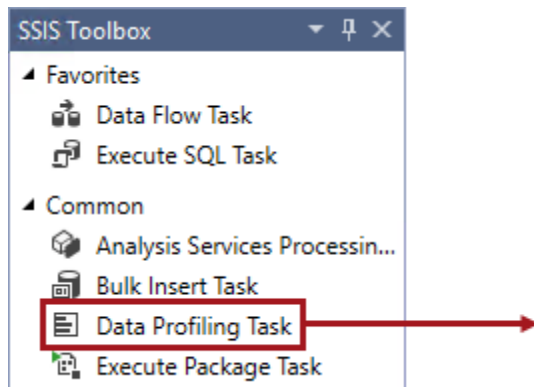 SSIS Toolbox
Favorites
Data Flow Task
Execute SQL Task
Common
Analysis Services Processin...
Bulk Insert Task
Data Profiling Task
Execute Package Task